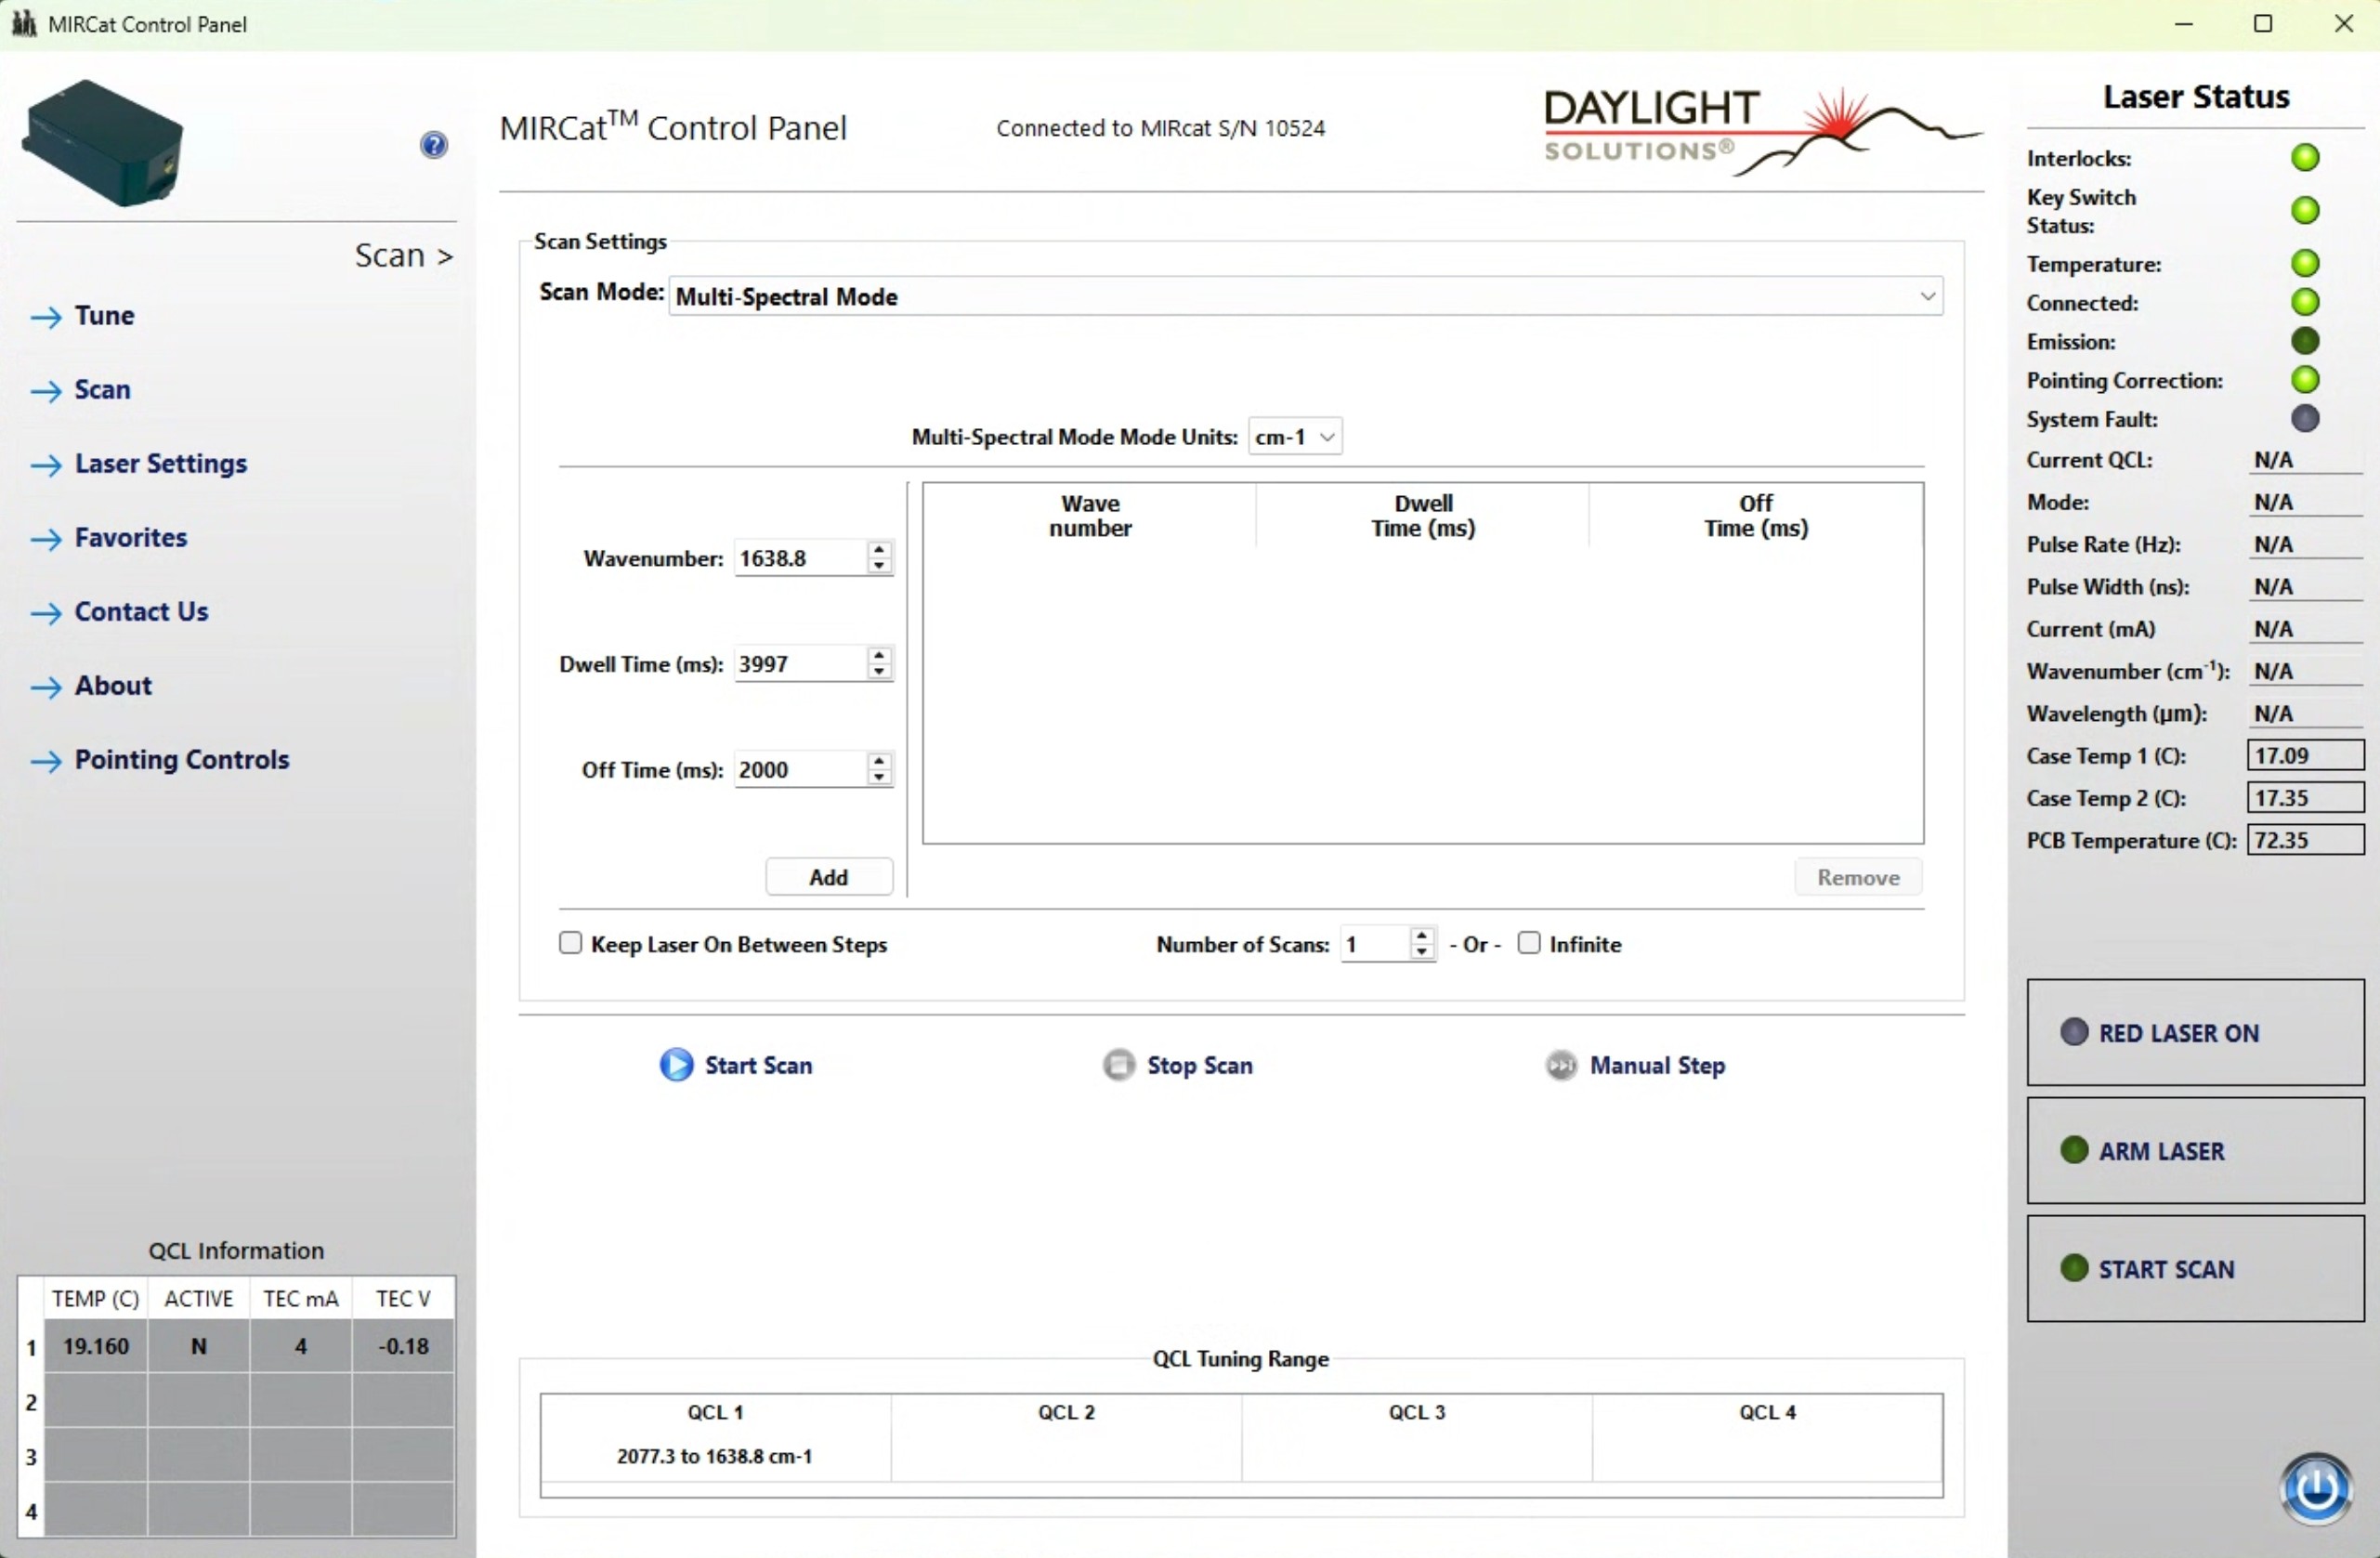 MIRCat Control Panel
?
MIRCat™ Control Panel
Connected to MIRcat S/N 10524
DAYLIGHT
SOLUTIONS®
Scan >
Tune
Scan
Laser Settings
Favorites
Contact Us
About
Pointing Controls
QCL Information
TEMP (C) ACTIVE TEC mA TEC V
1 19.160 N 4 -0.18
2
3
4
Scan Settings
Scan Mode: Multi-Spectral Mode
Multi-Spectral Mode Mode Units: cm-1
Wavenumber: 1638.8
Dwell Time (ms): 3997
Off Time (ms): 2000
Add
Wave number
Dwell Time (ms)
Off Time (ms)
Remove
Keep Laser On Between Steps
Number of Scans: 1 - Or - Infinite
Start Scan
Stop Scan
Manual Step
QCL Tuning Range
QCL 1 QCL 2 QCL 3 QCL 4
2077.3 to 1638.8 cm-1
Laser Status
Interlocks:
Key Switch
Status:
Temperature:
Connected:
Emission:
Pointing Correction:
System Fault:
Current QCL: N/A
Mode: N/A
Pulse Rate (Hz): N/A
Pulse Width (ns): N/A
Current (mA) N/A
Wavenumber (cm⁻¹): N/A
Wavelength (µm): N/A
Case Temp 1 (C): 17.09
Case Temp 2 (C): 17.35
PCB Temperature (C): 72.35
RED LASER ON
ARM LASER
START SCAN